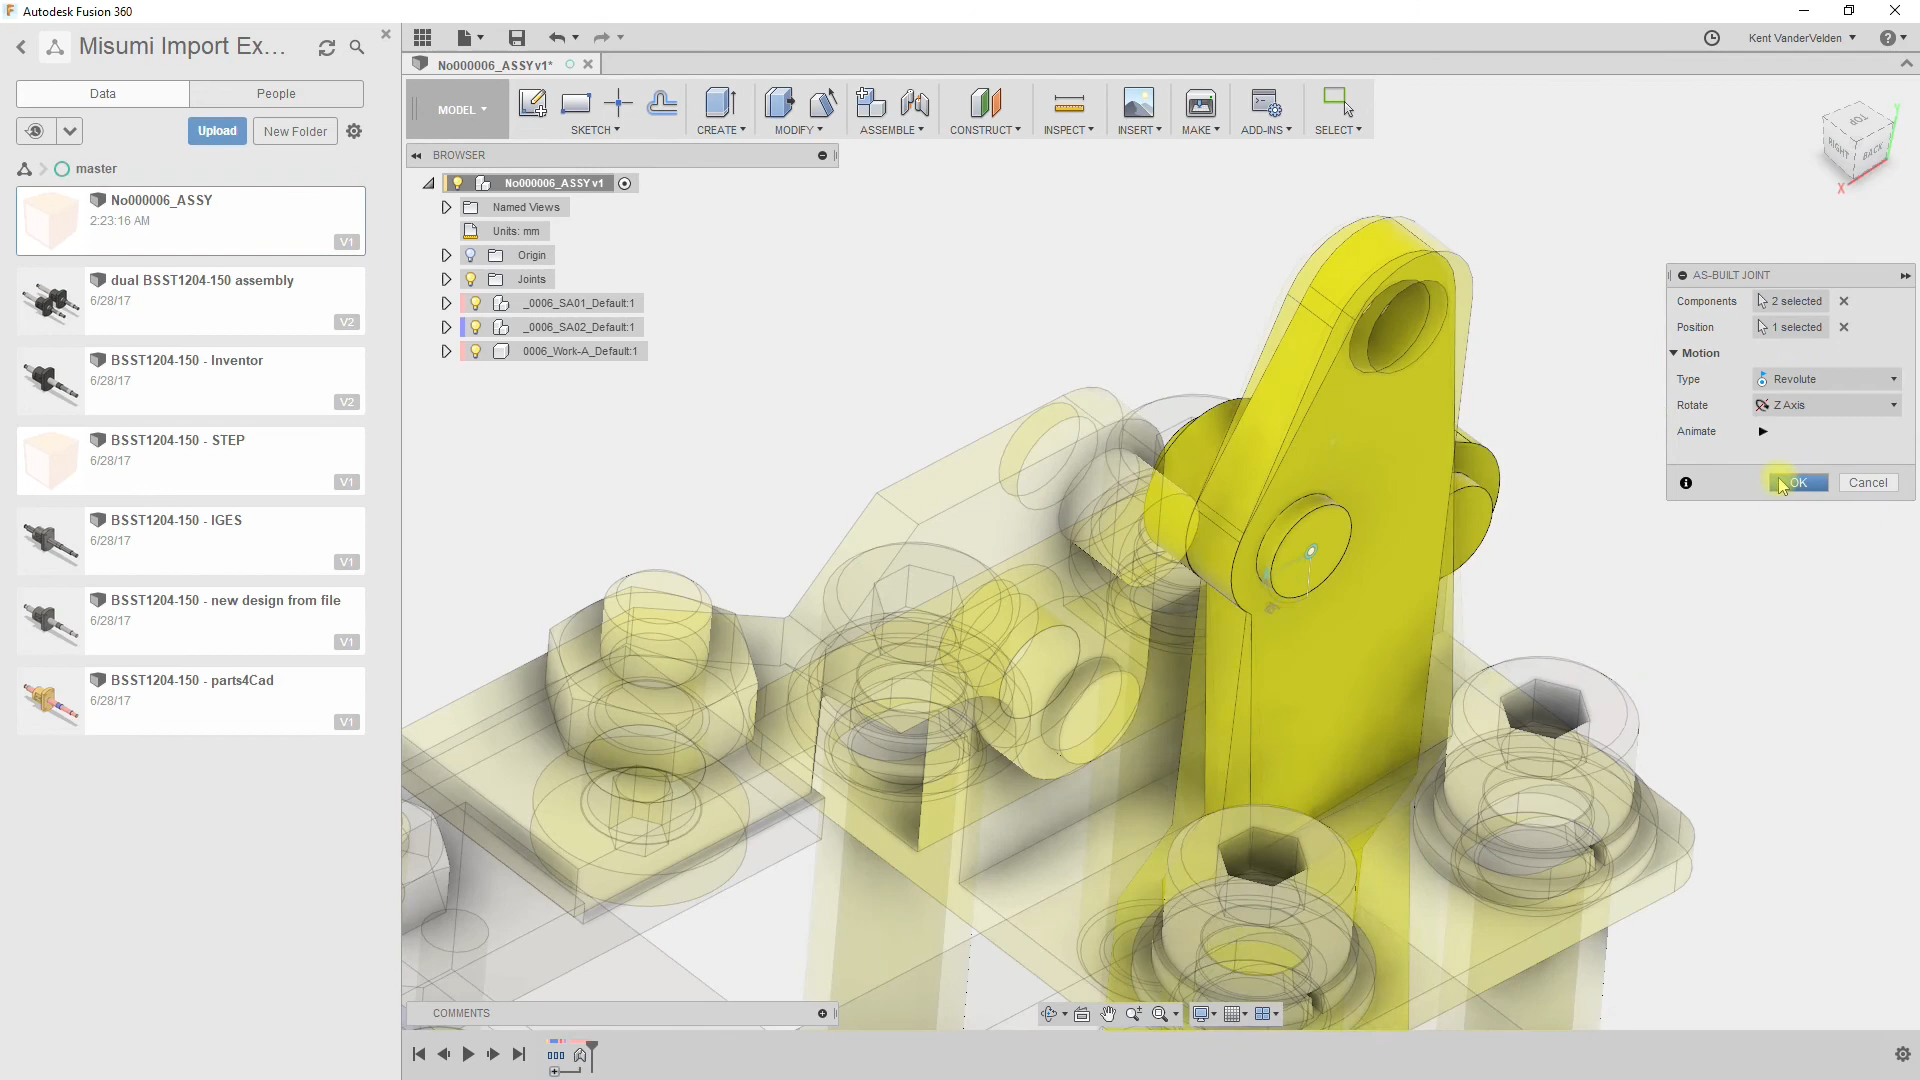 Autodesk Fusion 360
Misumi Import Ex...
Data
People
Upload
New Folder
master
No000006_ASSY
2:23:16 AM
V1
dual BSST1204-150 assembly
6/28/17
V2
BSST1204-150 - Inventor
6/28/17
V2
BSST1204-150 - STEP
6/28/17
V1
BSST1204-150 - IGES
6/28/17
V1
BSST1204-150 - new design from file
6/28/17
V1
BSST1204-150 - parts4Cad
6/28/17
V1
Kent VanderVelden
No000006_ASSY v1*
MODEL
SKETCH
CREATE
MODIFY
ASSEMBLE
CONSTRUCT
INSPECT
INSERT
MAKE
ADD-INS
SELECT
BROWSER
No000006_ASSY v1
Named Views
Units: mm
Origin
Joints
_0006_SA01_Default:1
_0006_SA02_Default:1
0006_Work-A_Default:1
TOP
RIGHT
BACK
Y
X
AS-BUILT JOINT
Components
2 selected
Position
1 selected
Motion
Type
Revolute
Rotate
Z Axis
Animate
OK
Cancel
COMMENTS